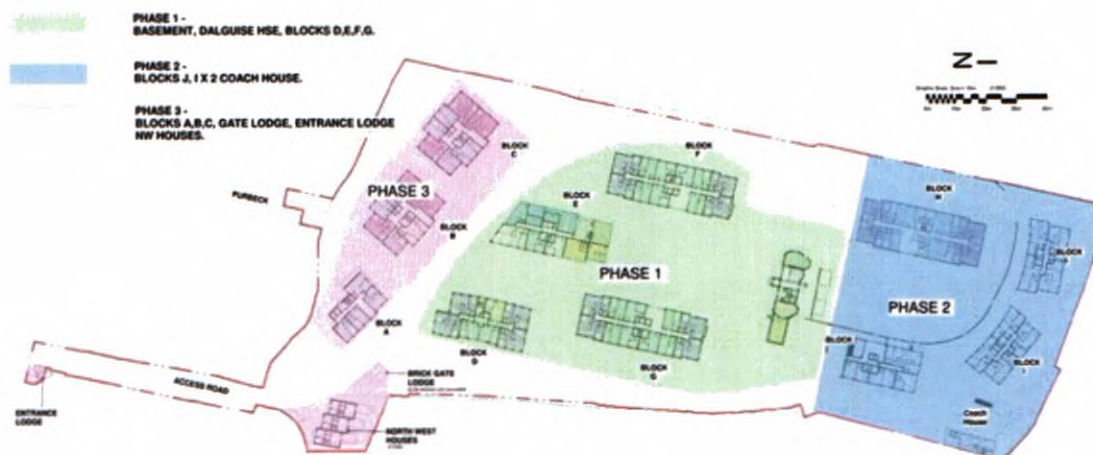 PHASE 1 -
BASEMENT, DALGUISE HSE, BLOCKS D,E,F,G.
PHASE 2 -
BLOCKS J, I X 2 COACH HOUSE.
PHASE 3 -
BLOCKS A,B,C, GATE LODGE, ENTRANCE LODGE
NW HOUSES.
Z
BLOCK
C
PHASE 3
PURBECK
BLOCK
B
BLOCK
A
BLOCK
F
BLOCK
E
PHASE 1
BLOCK
D
BLOCK
G
BLOCK
H
PHASE 2
BLOCK
BLOCK
BLOCK
I
Coach
House
ACCESS ROAD
ENTRANCE
LODGE
BRICK GATE
LODGE
NORTH WEST
HOUSES